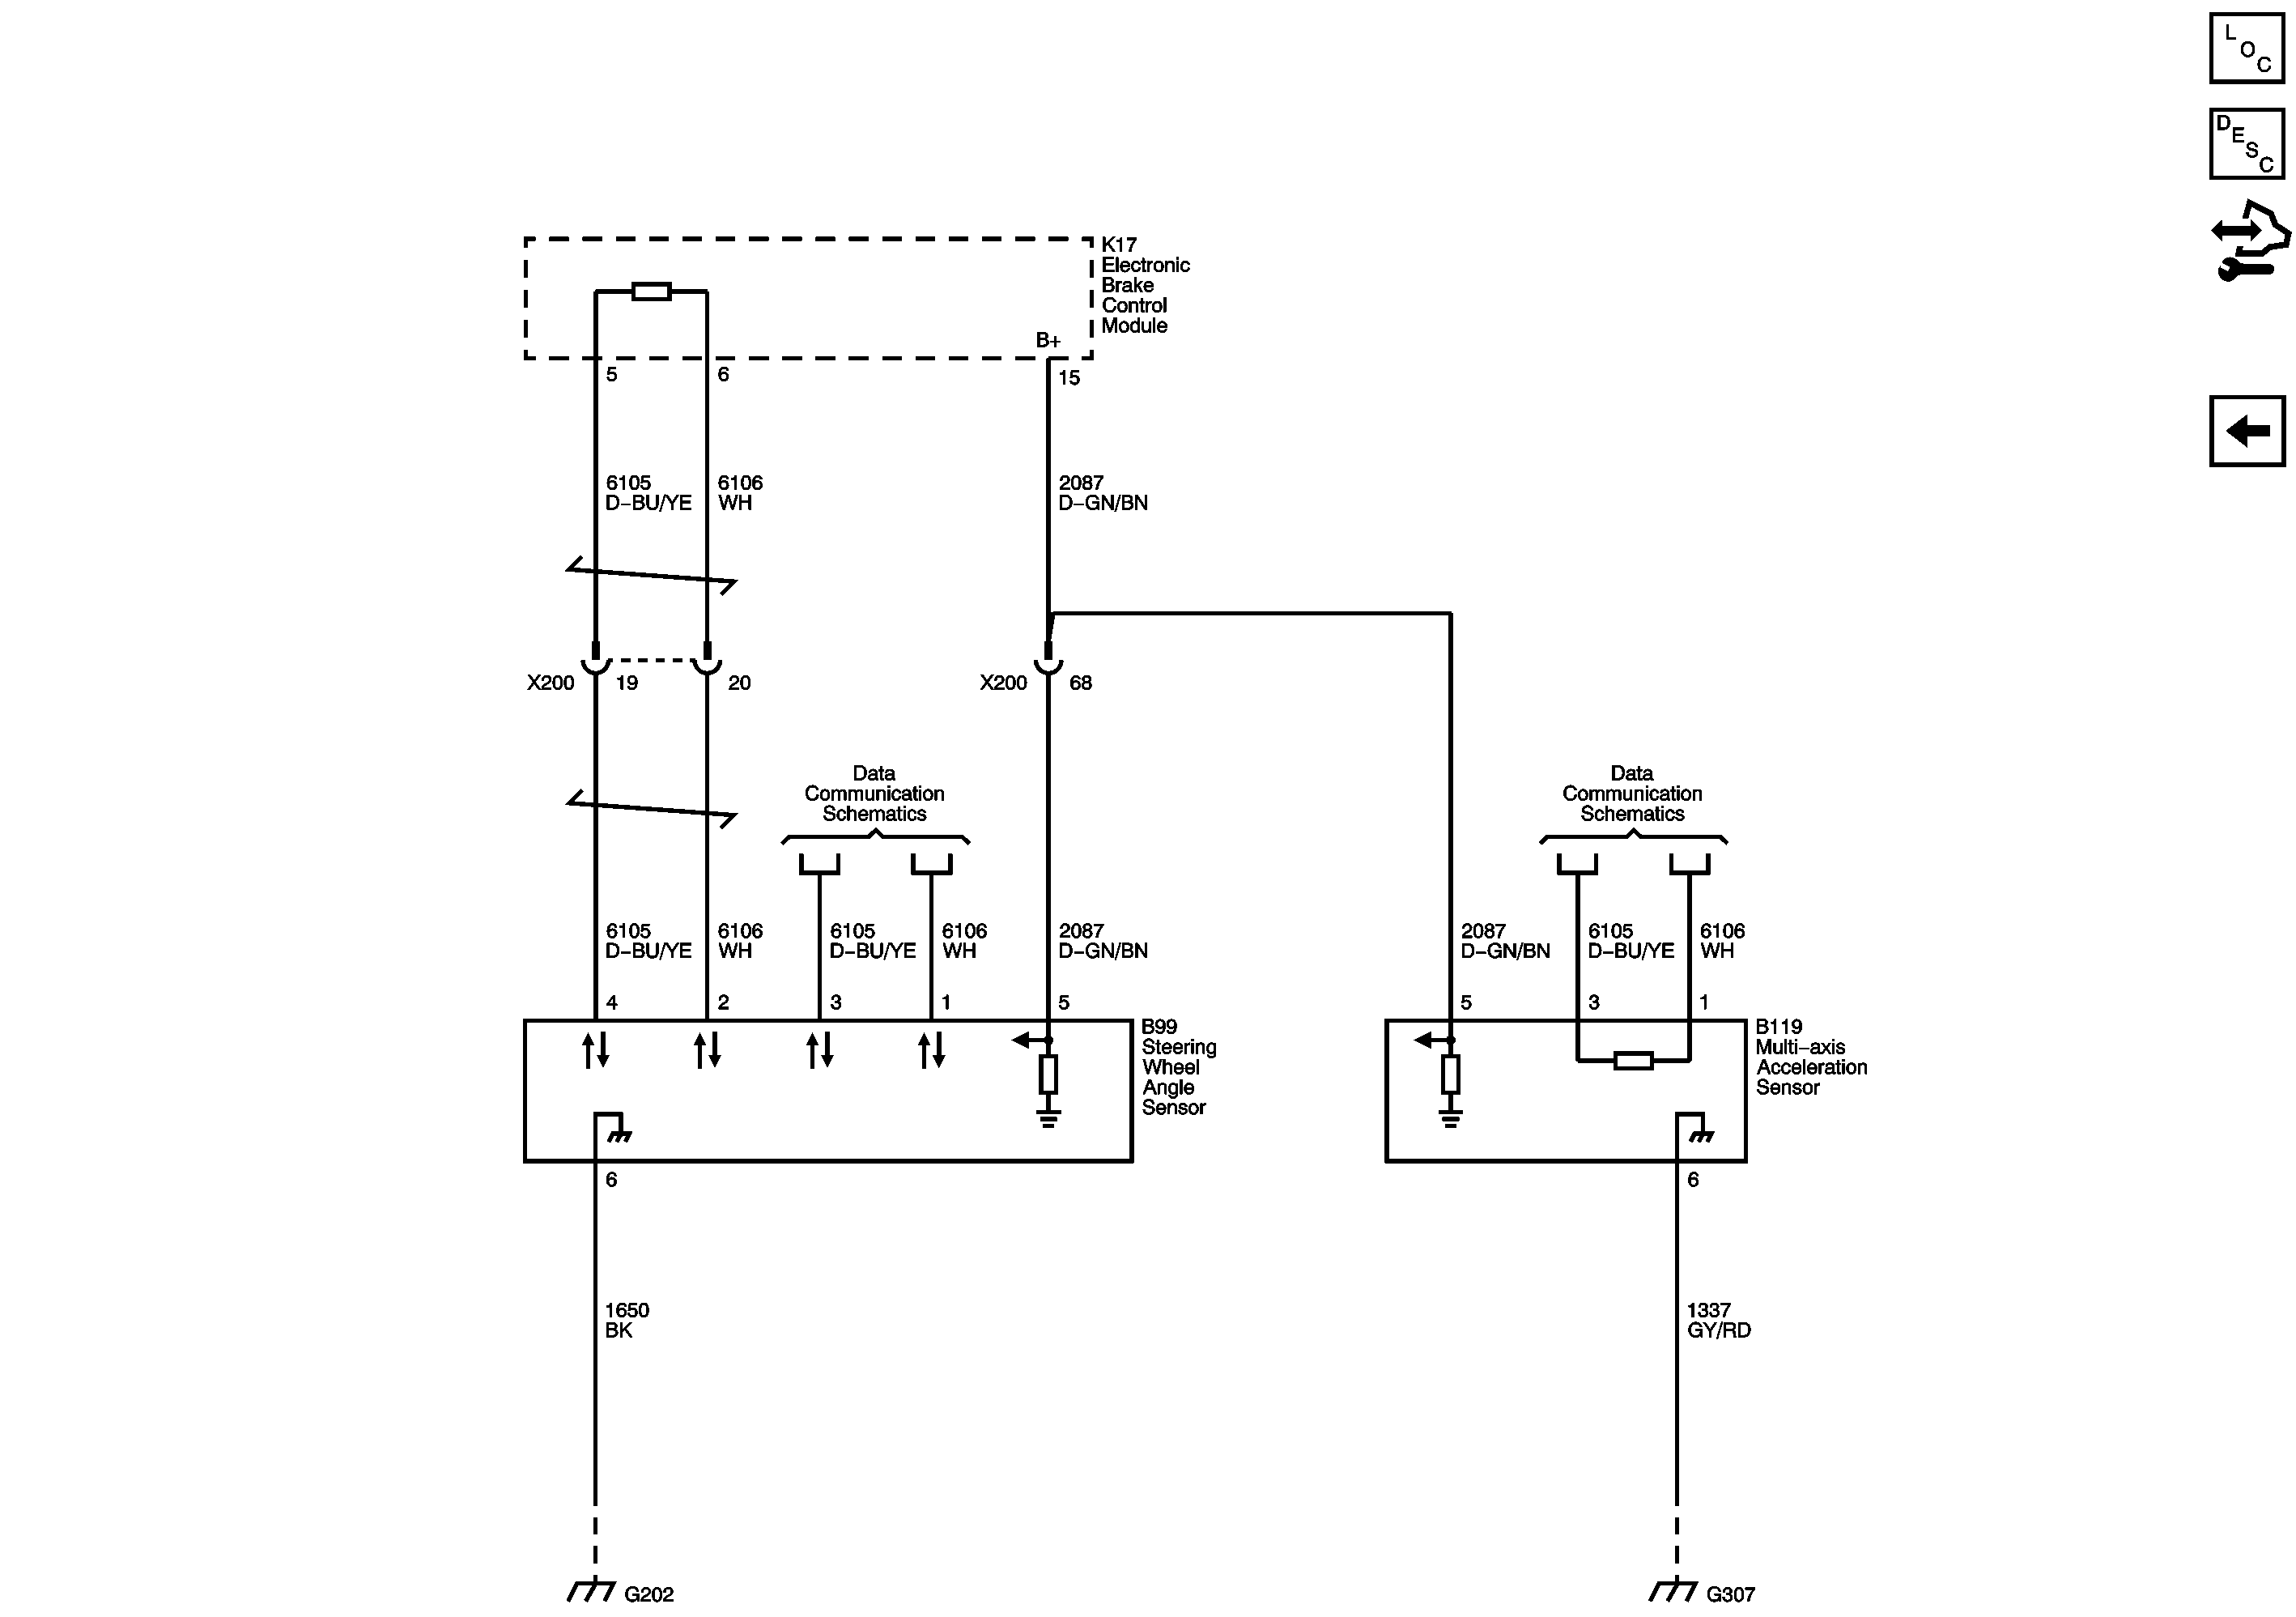 L O C
D E S C
K17
Electronic
Brake
Control
Module
B+
5 6 15
6105 6106 2087
D-BU/YE WH D-GN/BN
X200 19 20 X200 68
Data Data
Communication Communication
Schematics Schematics
6105 6106 6105 6106 2087 2087 6105 6106
D-BU/YE WH D-BU/YE WH D-GN/BN D-GN/BN D-BU/YE WH
4 2 3 1 5 5 3 1
B99
Steering
Wheel
Angle
Sensor
B119
Multi-axis
Acceleration
Sensor
6 6
1650 1337
BK GY/RD
G202 G307